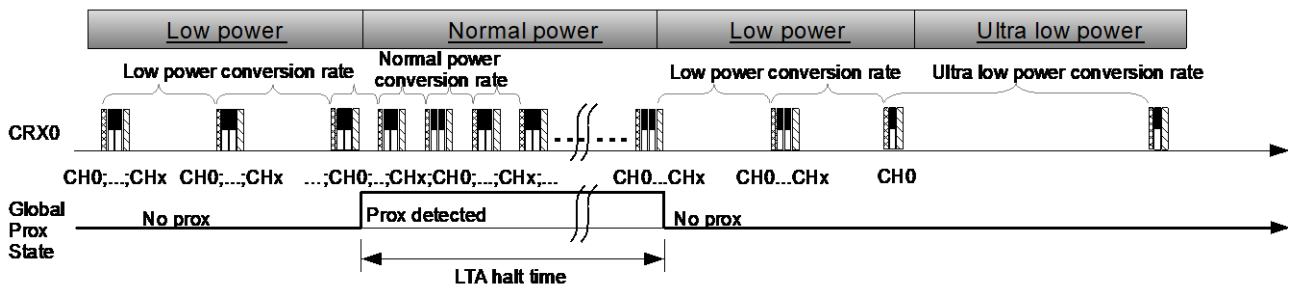 Low power
Normal power
Low power
Ultra low power
Low power conversion rate
Normal power
conversion rate
Low power conversion rate
Ultra low power conversion rate
CRX0
CH0;...;CHx
CH0;...;CHx
...;CH0;..,CHx;CH0;...;CHx;...
CH0...CHx
CH0...CHx
CH0
Global
Prox
State
No prox
Prox detected
No prox
LTA halt time